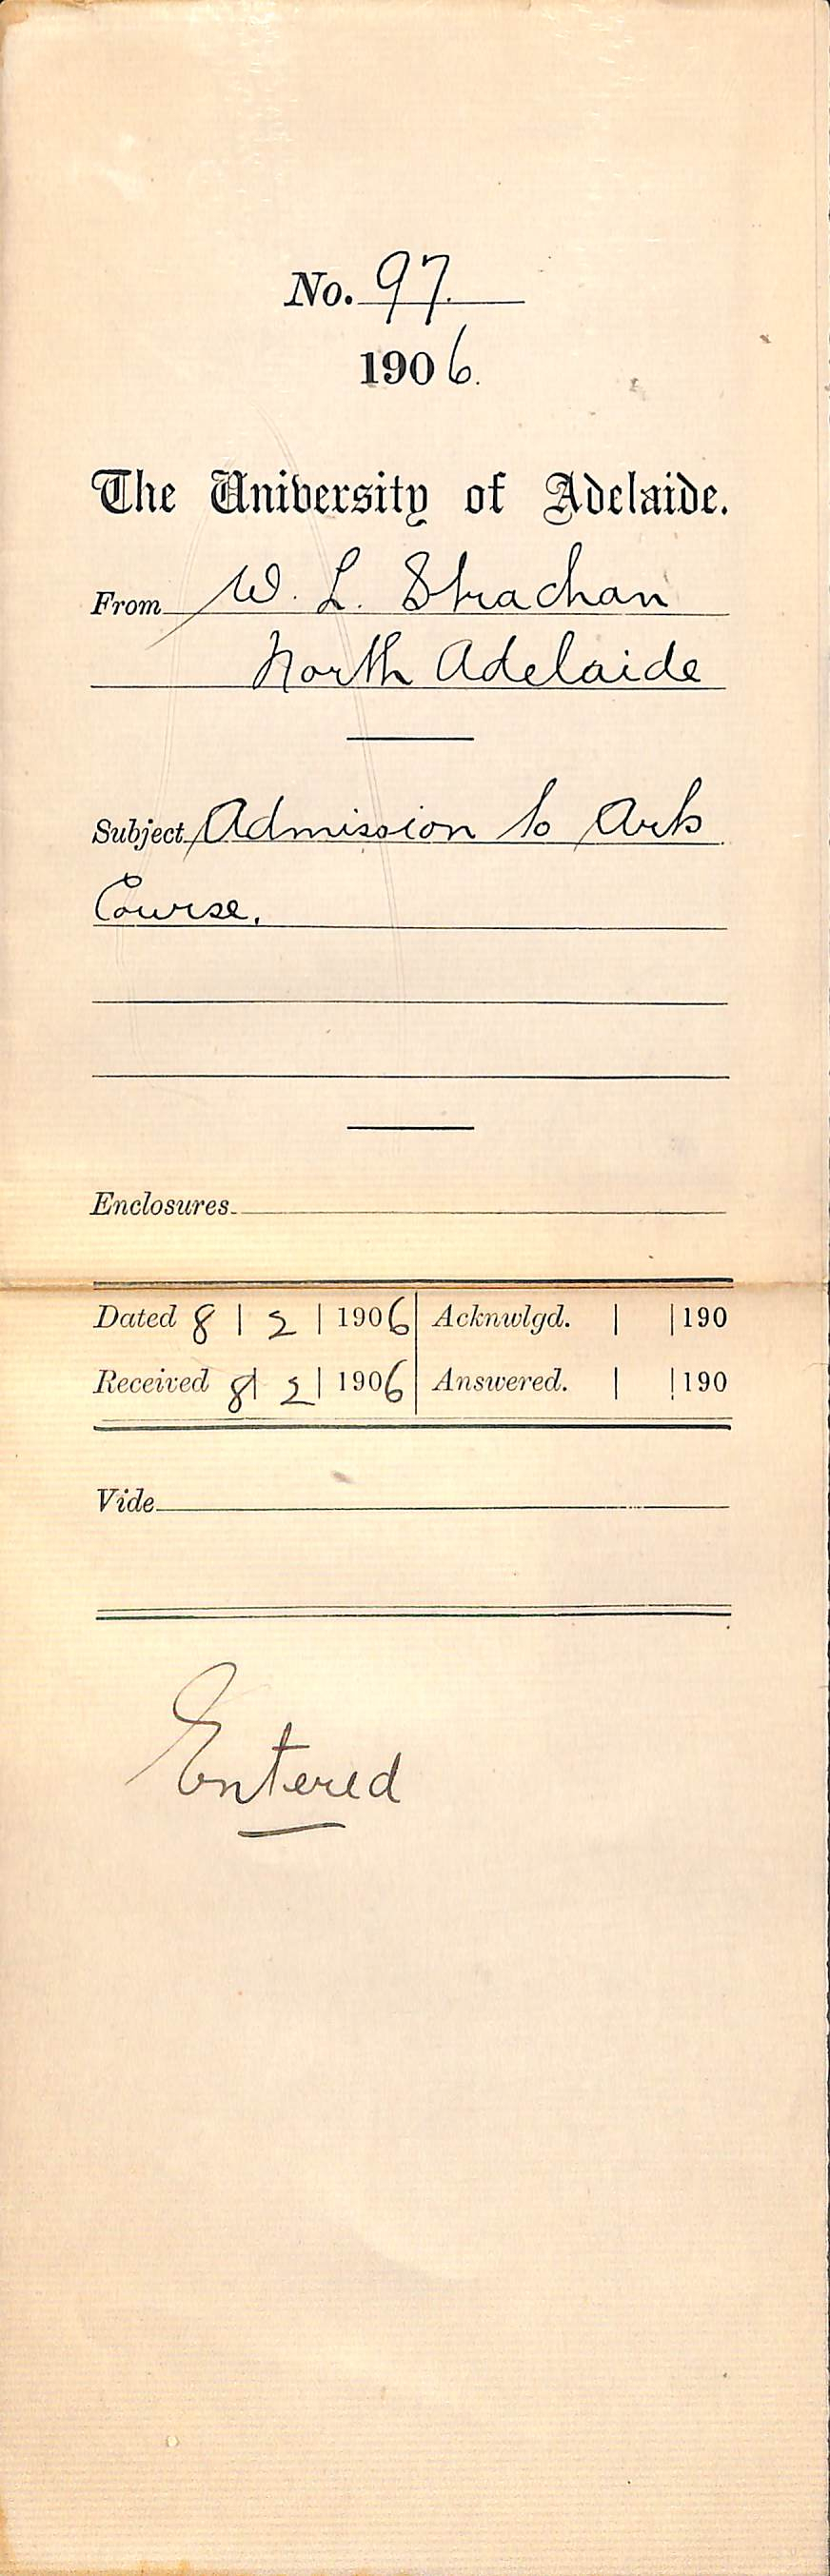 No. 97.
1906.
The University of Adelaide.
From W. L. Strachan
North Adelaide
Subject Admission to Arts
Course.
Enclosures
Dated 8 | 2 | 1906 Acknwlgd. | | 190
Received 8 | 2 | 1906 Answered. | | 190
Vide
Entered